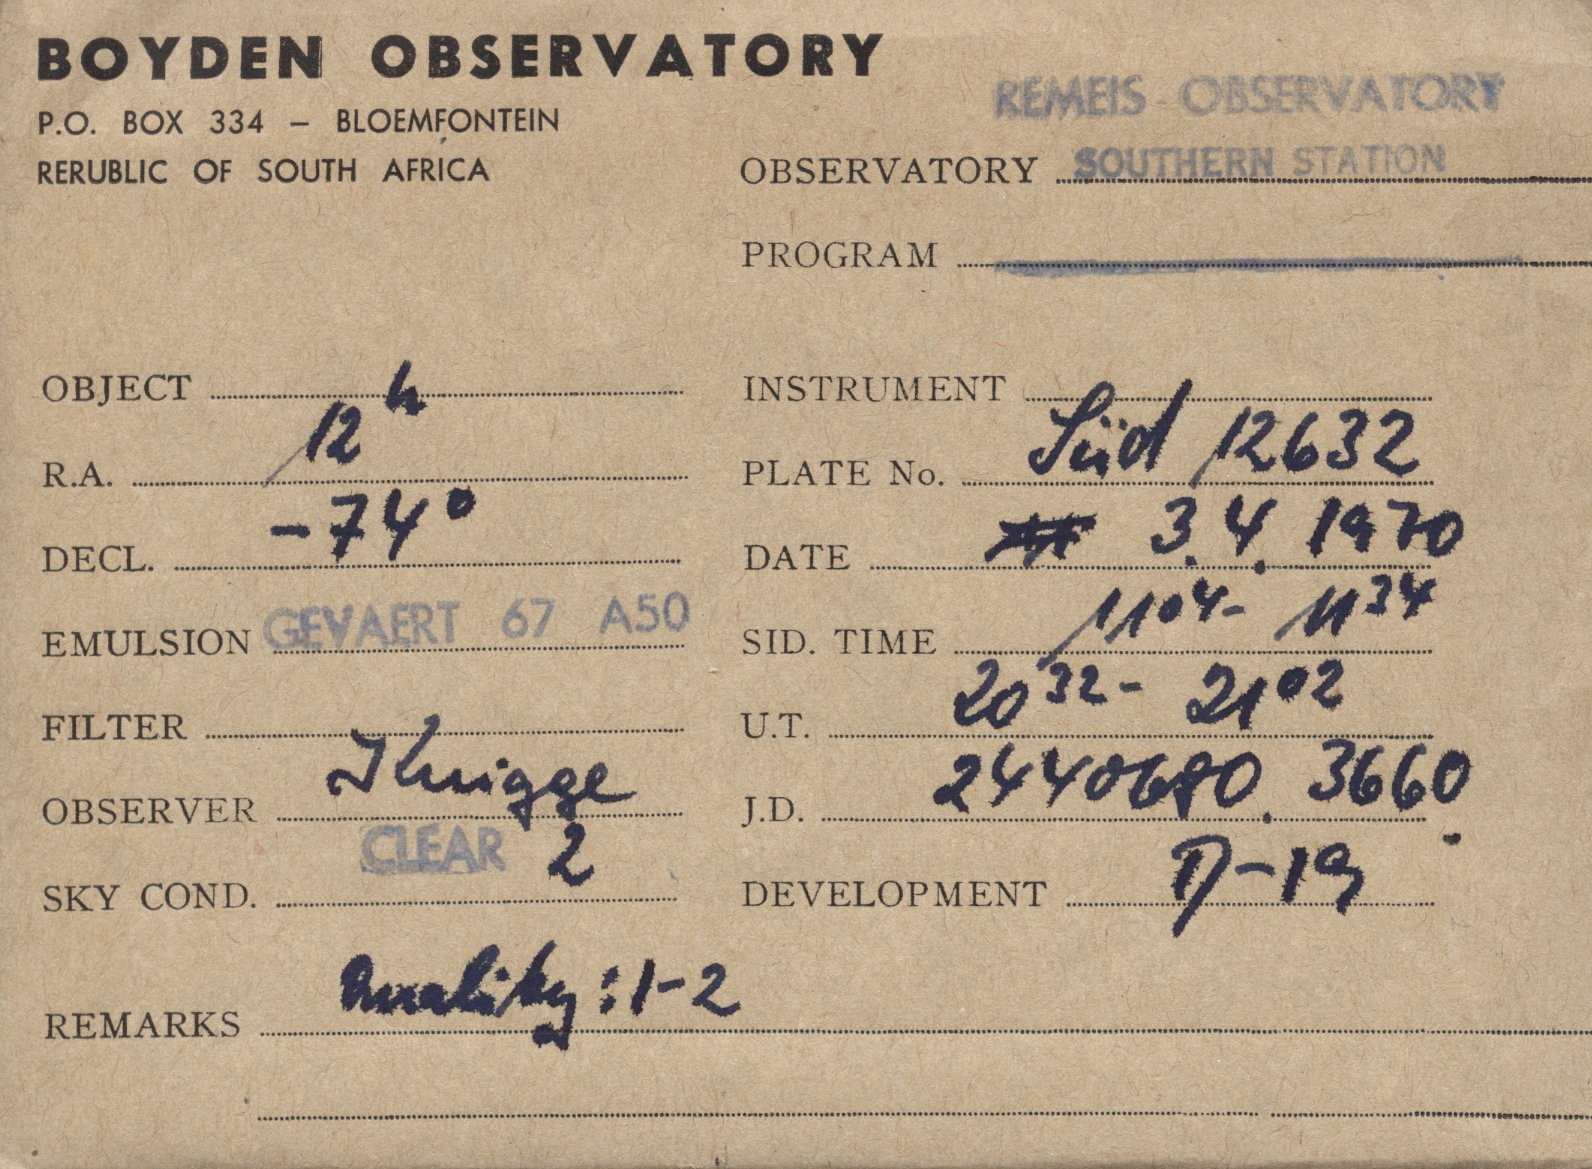 BOYDEN OBSERVATORY
P.O. BOX 334 – BLOEMFONTEIN
RERUBLIC OF SOUTH AFRICA
REMEIS OBSERVATORY
OBSERVATORY SOUTHERN STATION
PROGRAM
OBJECT
R.A. 12h
DECL. -74°
EMULSION GEVAERT 67 A50
FILTER
OBSERVER Knigge
SKY COND. CLEAR 2
INSTRUMENT
PLATE No. Süd 12632
DATE 3.4.1970
SID. TIME 11 04 - 11 34
U.T. 20 32 - 21 02
J.D. 2440680.3660
DEVELOPMENT D-19
REMARKS Quality: 1-2